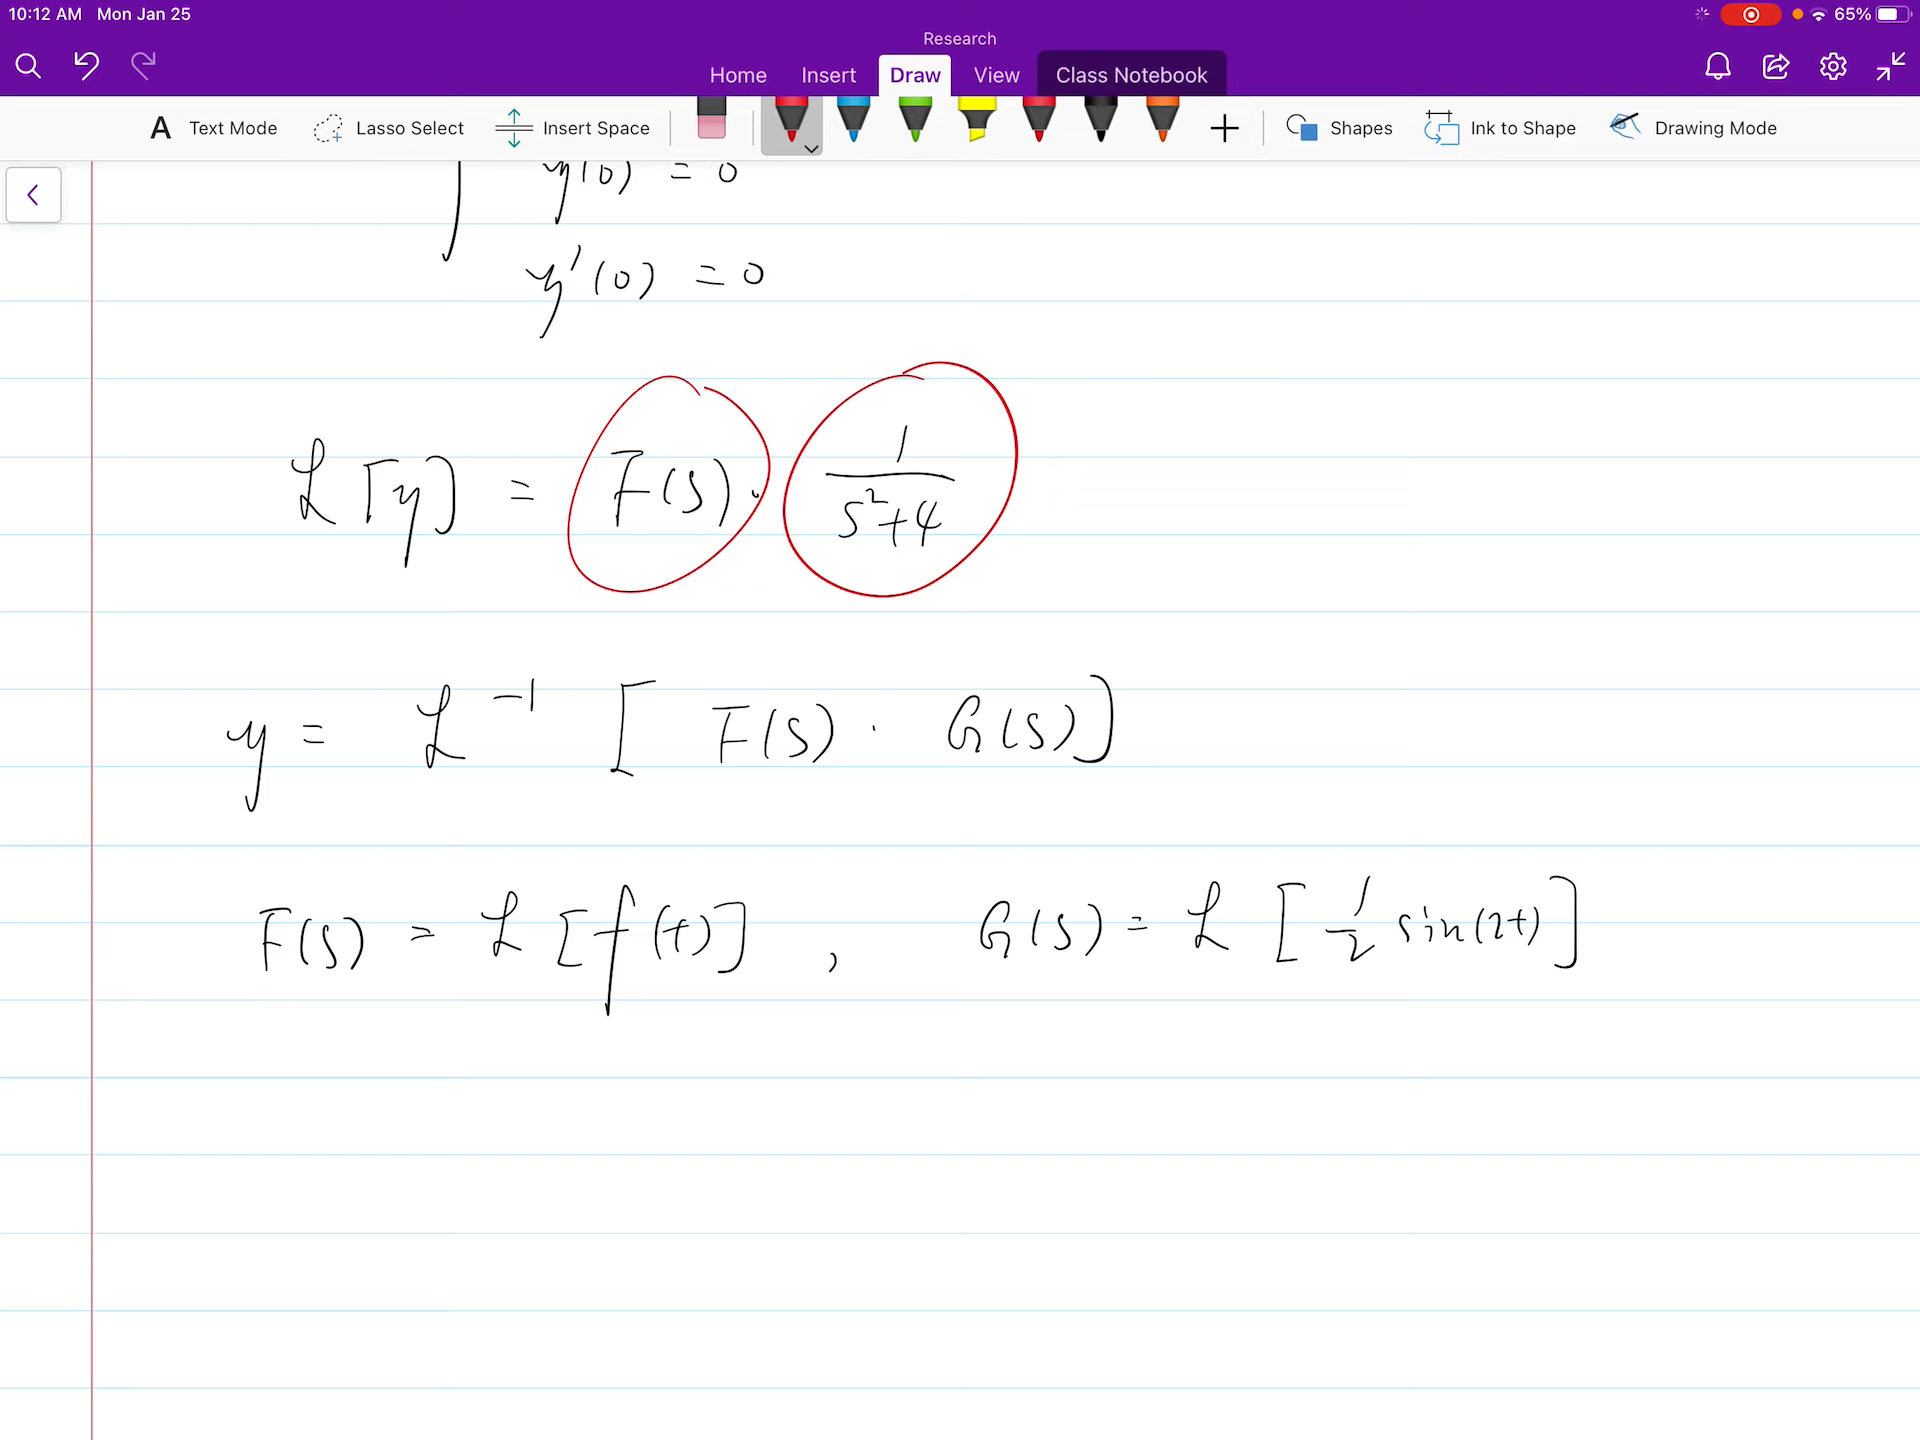 10:12 AM Mon Jan 25 65%
Research
Home Insert Draw View Class Notebook
A Text Mode Lasso Select Insert Space Shapes Ink to Shape Drawing Mode
y(0) = 0
y'(0) = 0
ℒ[y] = F(s) · 1/(s²+4)
y = ℒ⁻¹ [ F(s) · G(s) ]
F(s) = ℒ [f(t)] , G(s) = ℒ [ 1/2 sin(2t) ]